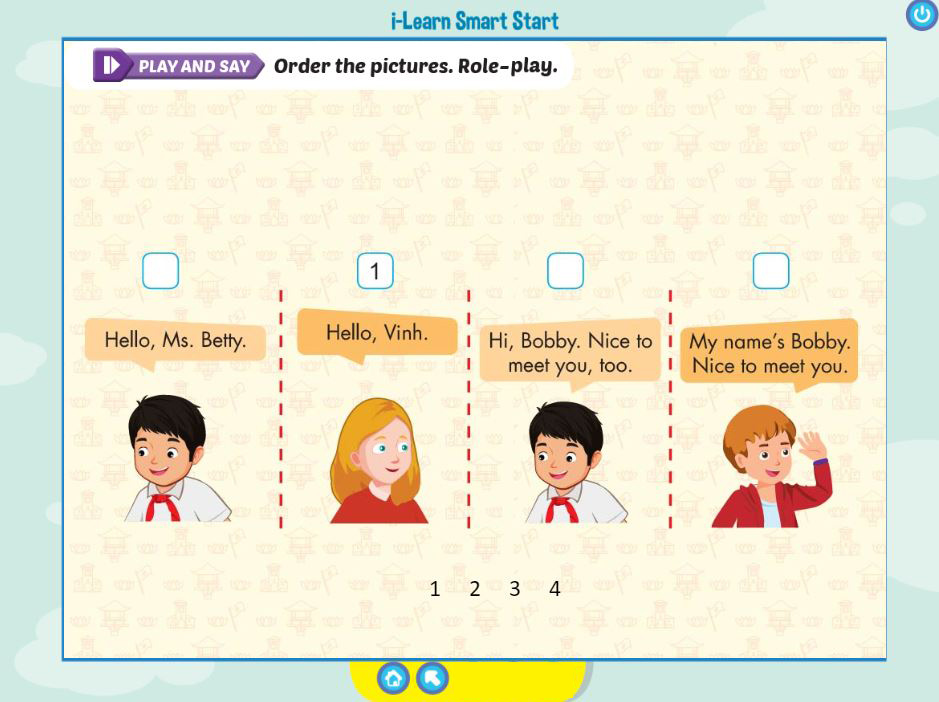 i-Learn Smart Start
PLAY AND SAY
Order the pictures. Role-play.
1
Hello, Ms. Betty.
Hello, Vinh.
Hi, Bobby. Nice to
meet you, too.
My name's Bobby.
Nice to meet you.
1 2 3 4